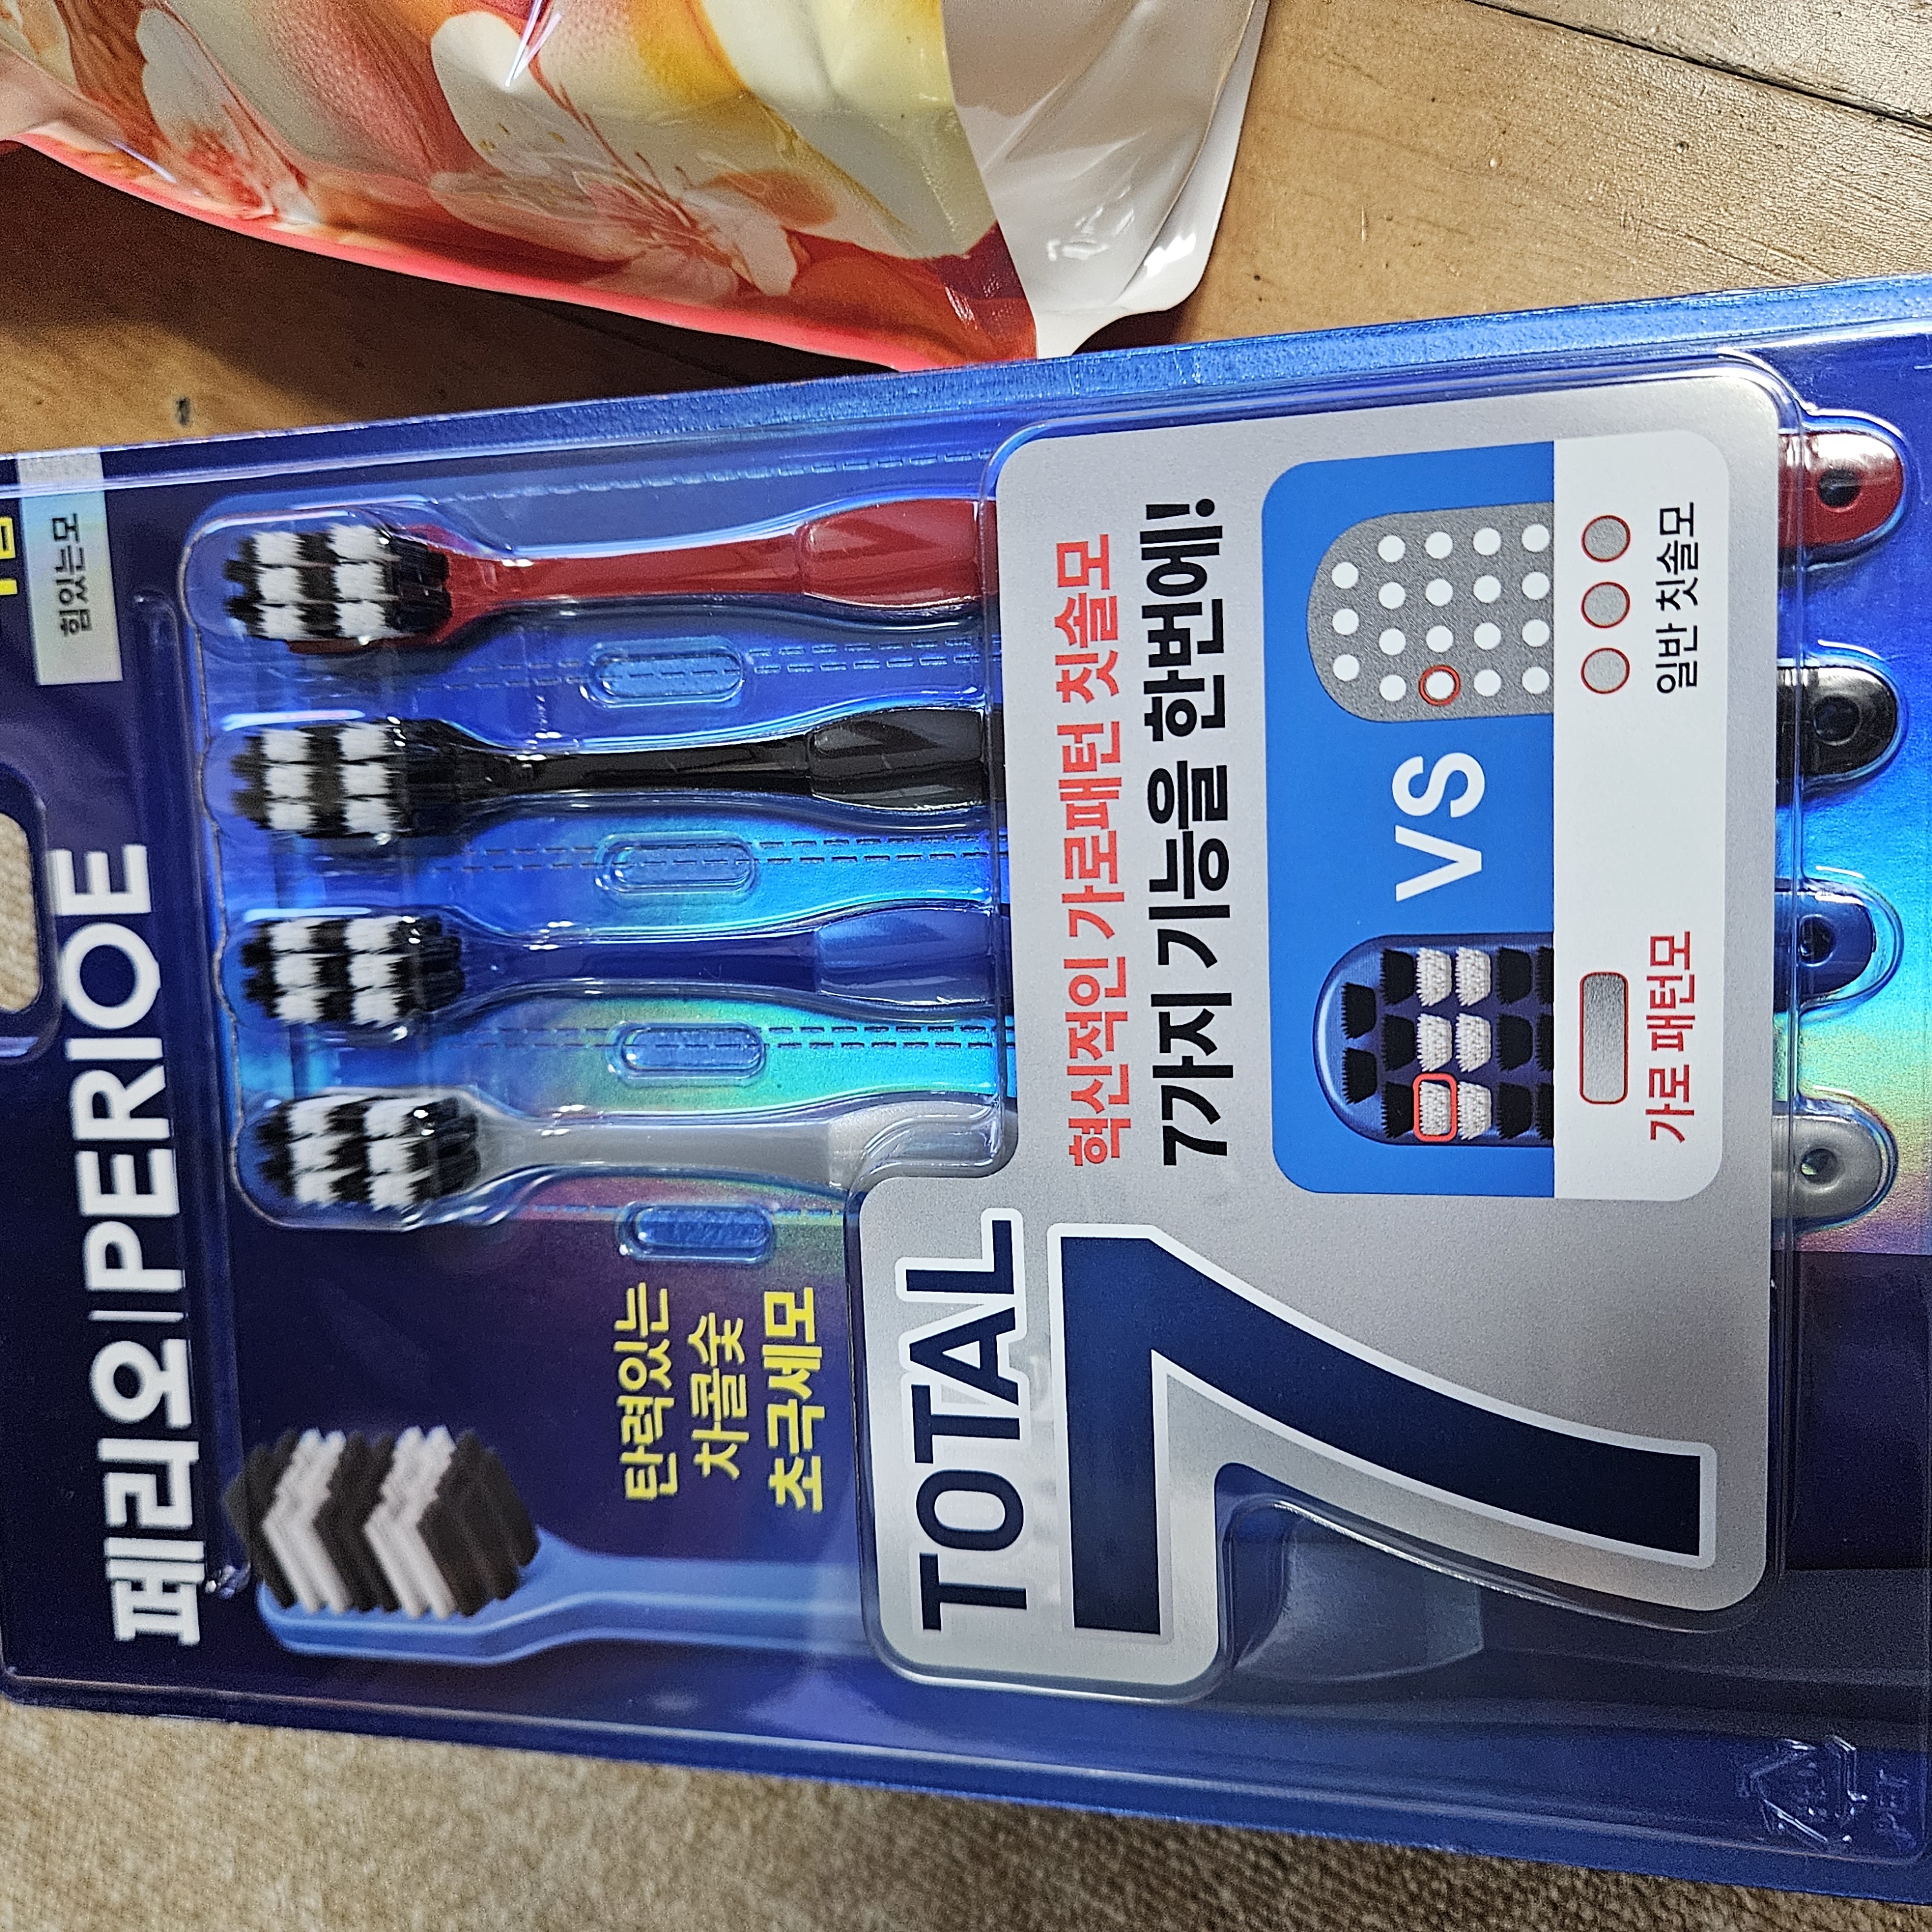 힘있는모
페리오|PERIOE
탄력있는
차콜숯
초극세모
TOTAL
7
혁신적인 가로패턴 칫솔모
7가지 기능을 한번에!
VS
가로 패턴모
일반 칫솔모
PET